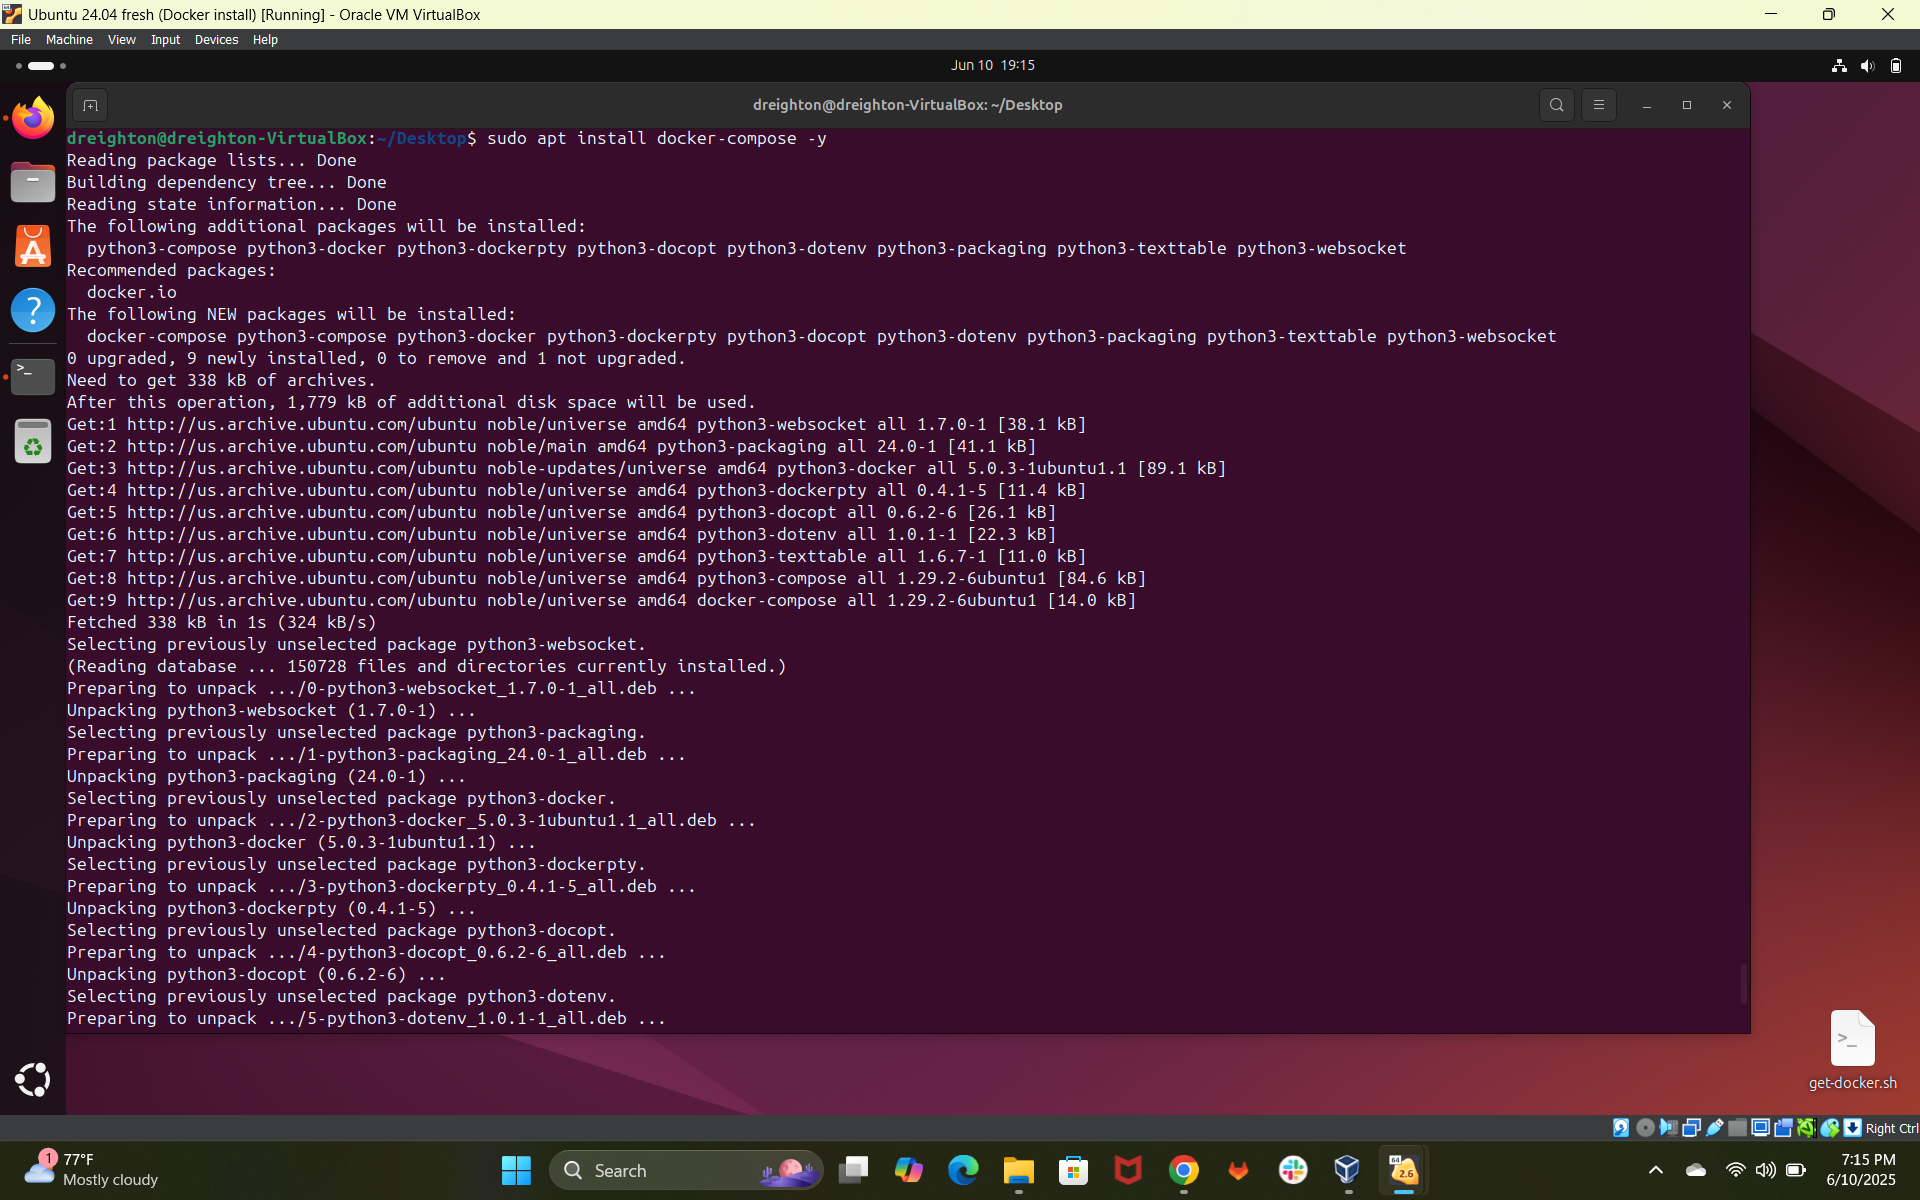 Ubuntu 24.04 fresh (Docker install) [Running] - Oracle VM VirtualBox
File Machine View Input Devices Help
Jun 10 19:15
dreighton@dreighton-VirtualBox: ~/Desktop
dreighton@dreighton-VirtualBox:~/Desktop$ sudo apt install docker-compose -y
Reading package lists... Done
Building dependency tree... Done
Reading state information... Done
The following additional packages will be installed:
  python3-compose python3-docker python3-dockerpty python3-docopt python3-dotenv python3-packaging python3-texttable python3-websocket
Recommended packages:
  docker.io
The following NEW packages will be installed:
  docker-compose python3-compose python3-docker python3-dockerpty python3-docopt python3-dotenv python3-packaging python3-texttable python3-websocket
0 upgraded, 9 newly installed, 0 to remove and 1 not upgraded.
Need to get 338 kB of archives.
After this operation, 1,779 kB of additional disk space will be used.
Get:1 http://us.archive.ubuntu.com/ubuntu noble/universe amd64 python3-websocket all 1.7.0-1 [38.1 kB]
Get:2 http://us.archive.ubuntu.com/ubuntu noble/main amd64 python3-packaging all 24.0-1 [41.1 kB]
Get:3 http://us.archive.ubuntu.com/ubuntu noble-updates/universe amd64 python3-docker all 5.0.3-1ubuntu1.1 [89.1 kB]
Get:4 http://us.archive.ubuntu.com/ubuntu noble/universe amd64 python3-dockerpty all 0.4.1-5 [11.4 kB]
Get:5 http://us.archive.ubuntu.com/ubuntu noble/universe amd64 python3-docopt all 0.6.2-6 [26.1 kB]
Get:6 http://us.archive.ubuntu.com/ubuntu noble/universe amd64 python3-dotenv all 1.0.1-1 [22.3 kB]
Get:7 http://us.archive.ubuntu.com/ubuntu noble/universe amd64 python3-texttable all 1.6.7-1 [11.0 kB]
Get:8 http://us.archive.ubuntu.com/ubuntu noble/universe amd64 python3-compose all 1.29.2-6ubuntu1 [84.6 kB]
Get:9 http://us.archive.ubuntu.com/ubuntu noble/universe amd64 docker-compose all 1.29.2-6ubuntu1 [14.0 kB]
Fetched 338 kB in 1s (324 kB/s)
Selecting previously unselected package python3-websocket.
(Reading database ... 150728 files and directories currently installed.)
Preparing to unpack .../0-python3-websocket_1.7.0-1_all.deb ...
Unpacking python3-websocket (1.7.0-1) ...
Selecting previously unselected package python3-packaging.
Preparing to unpack .../1-python3-packaging_24.0-1_all.deb ...
Unpacking python3-packaging (24.0-1) ...
Selecting previously unselected package python3-docker.
Preparing to unpack .../2-python3-docker_5.0.3-1ubuntu1.1_all.deb ...
Unpacking python3-docker (5.0.3-1ubuntu1.1) ...
Selecting previously unselected package python3-dockerpty.
Preparing to unpack .../3-python3-dockerpty_0.4.1-5_all.deb ...
Unpacking python3-dockerpty (0.4.1-5) ...
Selecting previously unselected package python3-docopt.
Preparing to unpack .../4-python3-docopt_0.6.2-6_all.deb ...
Unpacking python3-docopt (0.6.2-6) ...
Selecting previously unselected package python3-dotenv.
Preparing to unpack .../5-python3-dotenv_1.0.1-1_all.deb ...
get-docker.sh
Right Ctrl
1
77°F
Mostly cloudy
Search
64
2.6
7:15 PM
6/10/2025